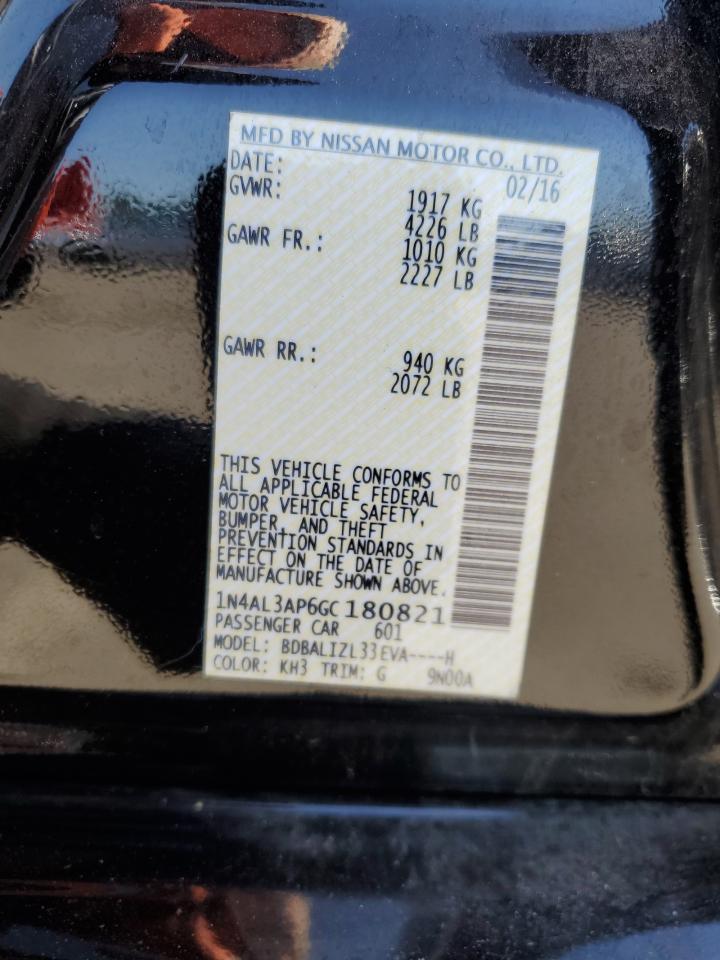 MFD BY NISSAN MOTOR CO., LTD.
DATE: 02/16
GVWR: 1917 KG
4226 LB
GAWR FR.: 1010 KG
2227 LB
GAWR RR.: 940 KG
2072 LB
THIS VEHICLE CONFORMS TO
ALL APPLICABLE FEDERAL
MOTOR VEHICLE SAFETY,
BUMPER, AND THEFT
PREVENTION STANDARDS IN
EFFECT ON THE DATE OF
MANUFACTURE SHOWN ABOVE.
1N4AL3AP6GC180821
PASSENGER CAR 601
MODEL: BDBALIZL33EVA----H
COLOR: KH3 TRIM: G 9N00A